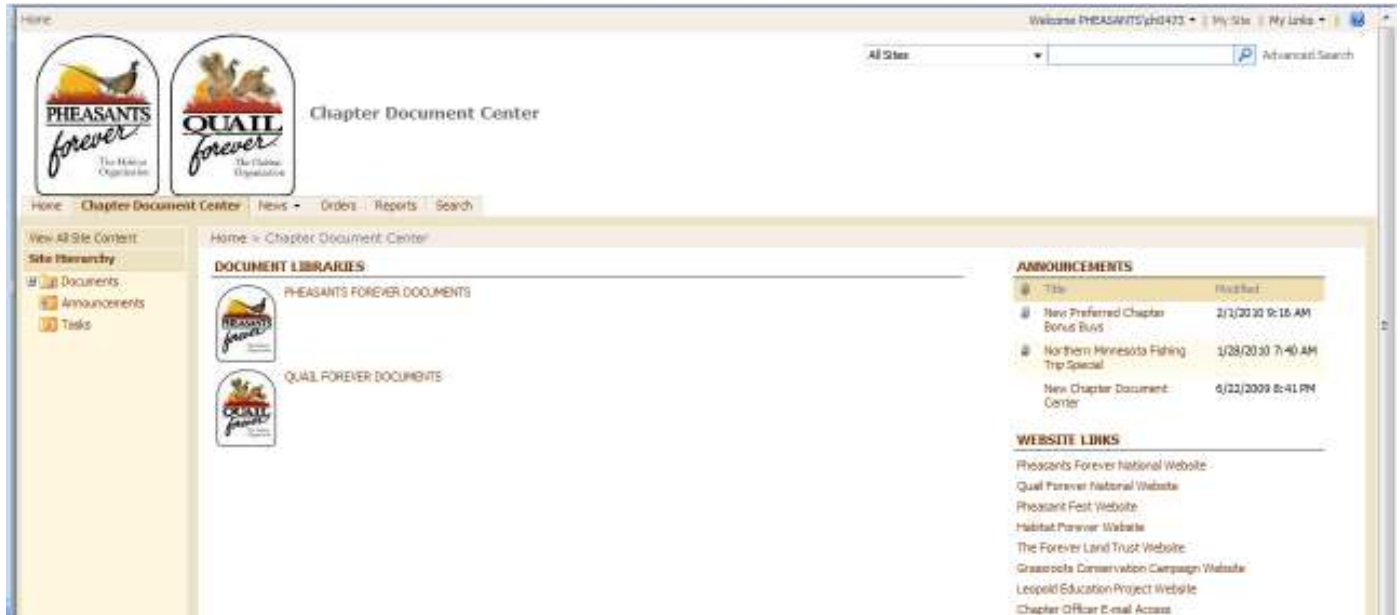 Home
Welcome PHEASANTS\ph0473 | My Site | My Links |
All Sites
Advanced Search
PHEASANTS
forever
The Habitat
Organization
QUAIL
forever
The Habitat
Organization
Chapter Document Center
Home Chapter Document Center News Orders Reports Search
View All Site Content
Home > Chapter Document Center
Site Hierarchy
Documents
Announcements
Tasks
DOCUMENT LIBRARIES
PHEASANTS FOREVER DOCUMENTS
PHEASANTS
forever
QUAIL FOREVER DOCUMENTS
QUAIL
forever
ANNOUNCEMENTS
Title Modified
New Preferred Chapter
Bonus Buys
2/1/2010 9:16 AM
Northern Minnesota Fishing
Trip Special
1/28/2010 7:40 AM
New Chapter Document
Center
6/22/2009 8:41 PM
WEBSITE LINKS
Pheasants Forever National Website
Quail Forever National Website
Pheasant Fest Website
Habitat Forever Website
The Forever Land Trust Website
Grassroots Conservation Campaign Website
Leopold Education Project Website
Chapter Officer E-mail Access